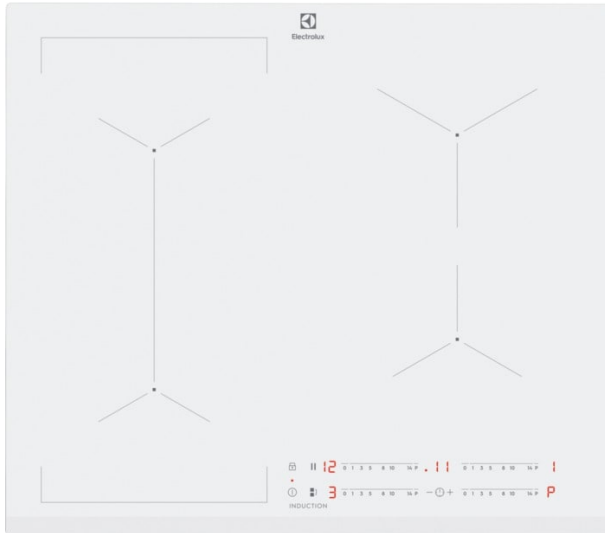 Electrolux
12 0 1 3 5 8 10 14 P .11 0 1 3 5 8 10 14 P 1
3 0 1 3 5 8 10 14 P − + 0 1 3 5 8 10 14 P P
INDUCTION